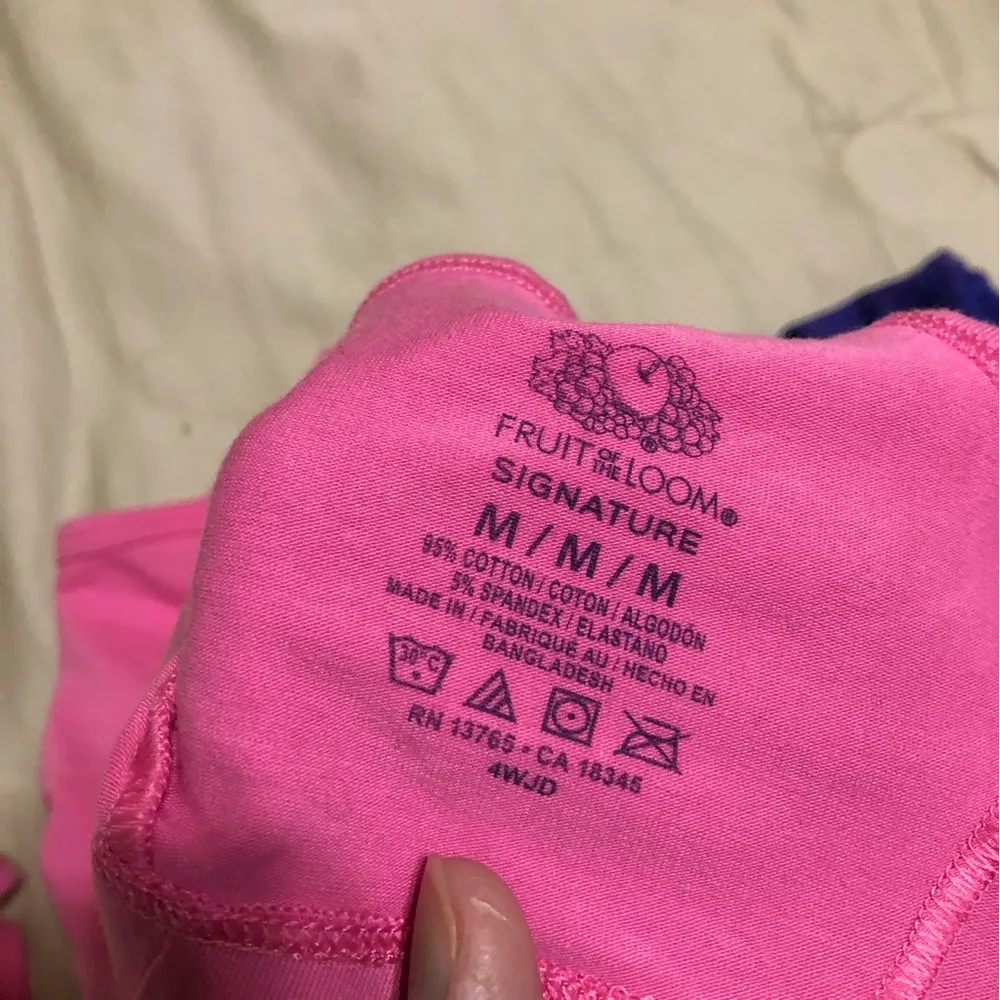 FRUIT OF THE LOOM®
SIGNATURE
M / M / M
95% COTTON / COTON / ALGODÓN
5% SPANDEX / ELASTANO
MADE IN / FABRIQUÉ AU / HECHO EN
BANGLADESH
30°C
RN 13765 • CA 18345
4WJD